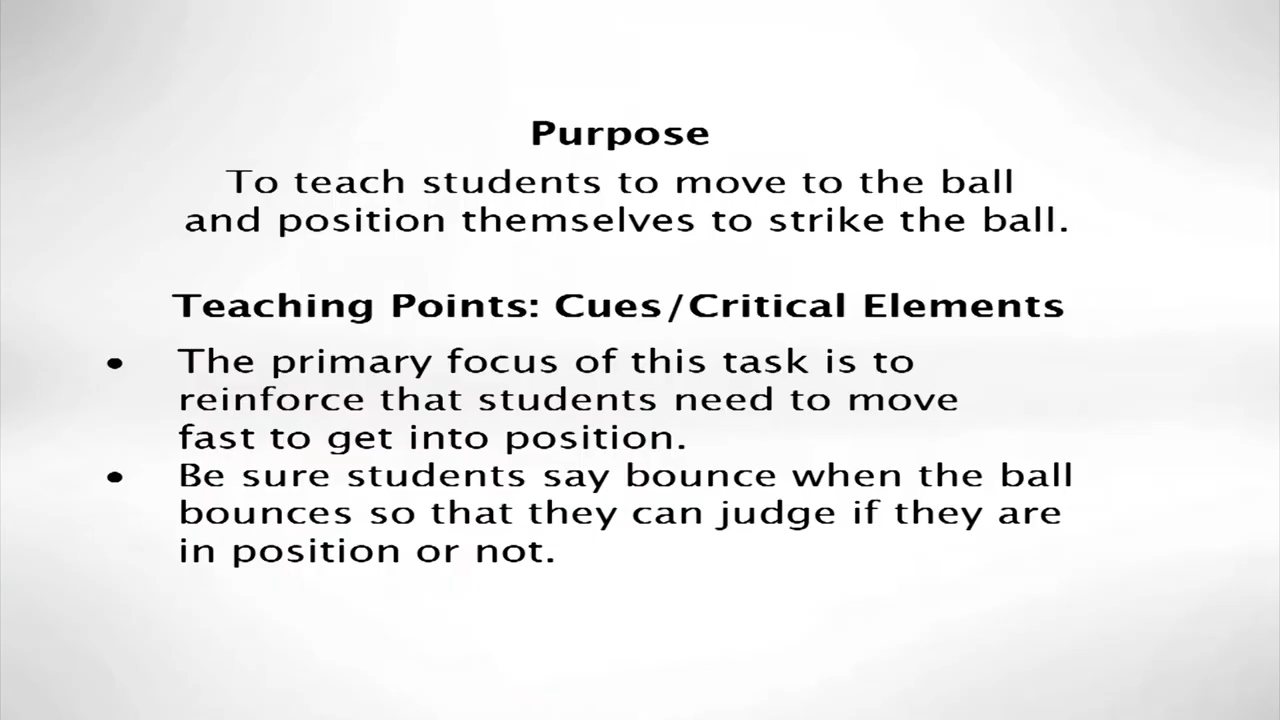 Purpose
To teach students to move to the ball
and position themselves to strike the ball.
Teaching Points: Cues/Critical Elements
• The primary focus of this task is to
reinforce that students need to move
fast to get into position.
• Be sure students say bounce when the ball
bounces so that they can judge if they are
in position or not.